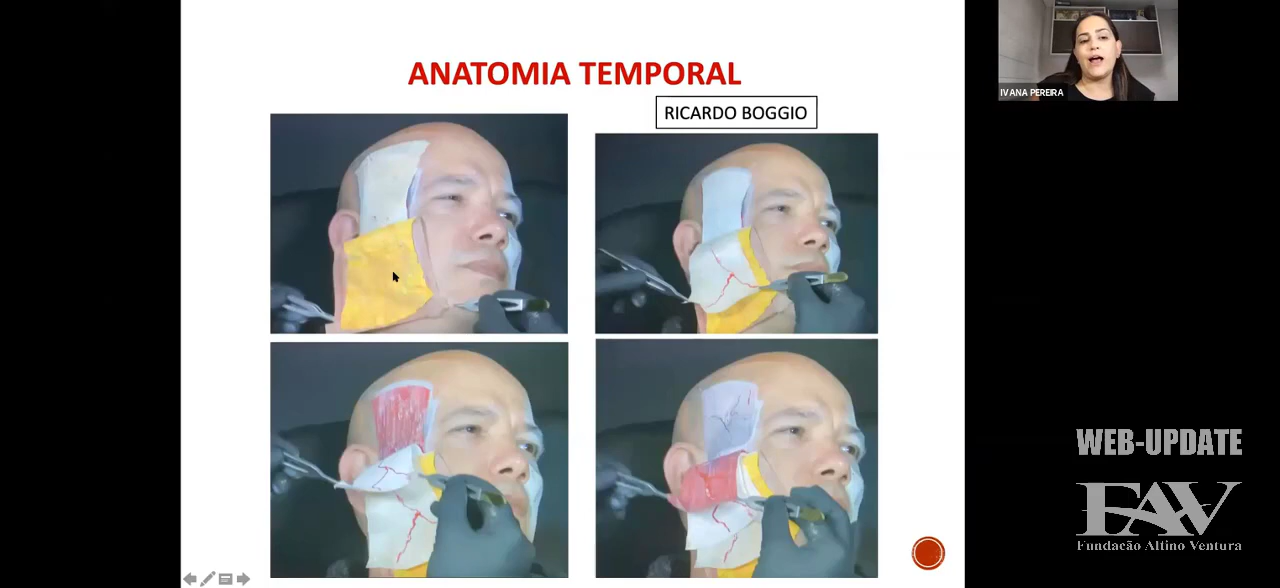 ANATOMIA TEMPORAL
RICARDO BOGGIO
IVANA PEREIRA
WEB-UPDATE
FAV
Fundação Altino Ventura